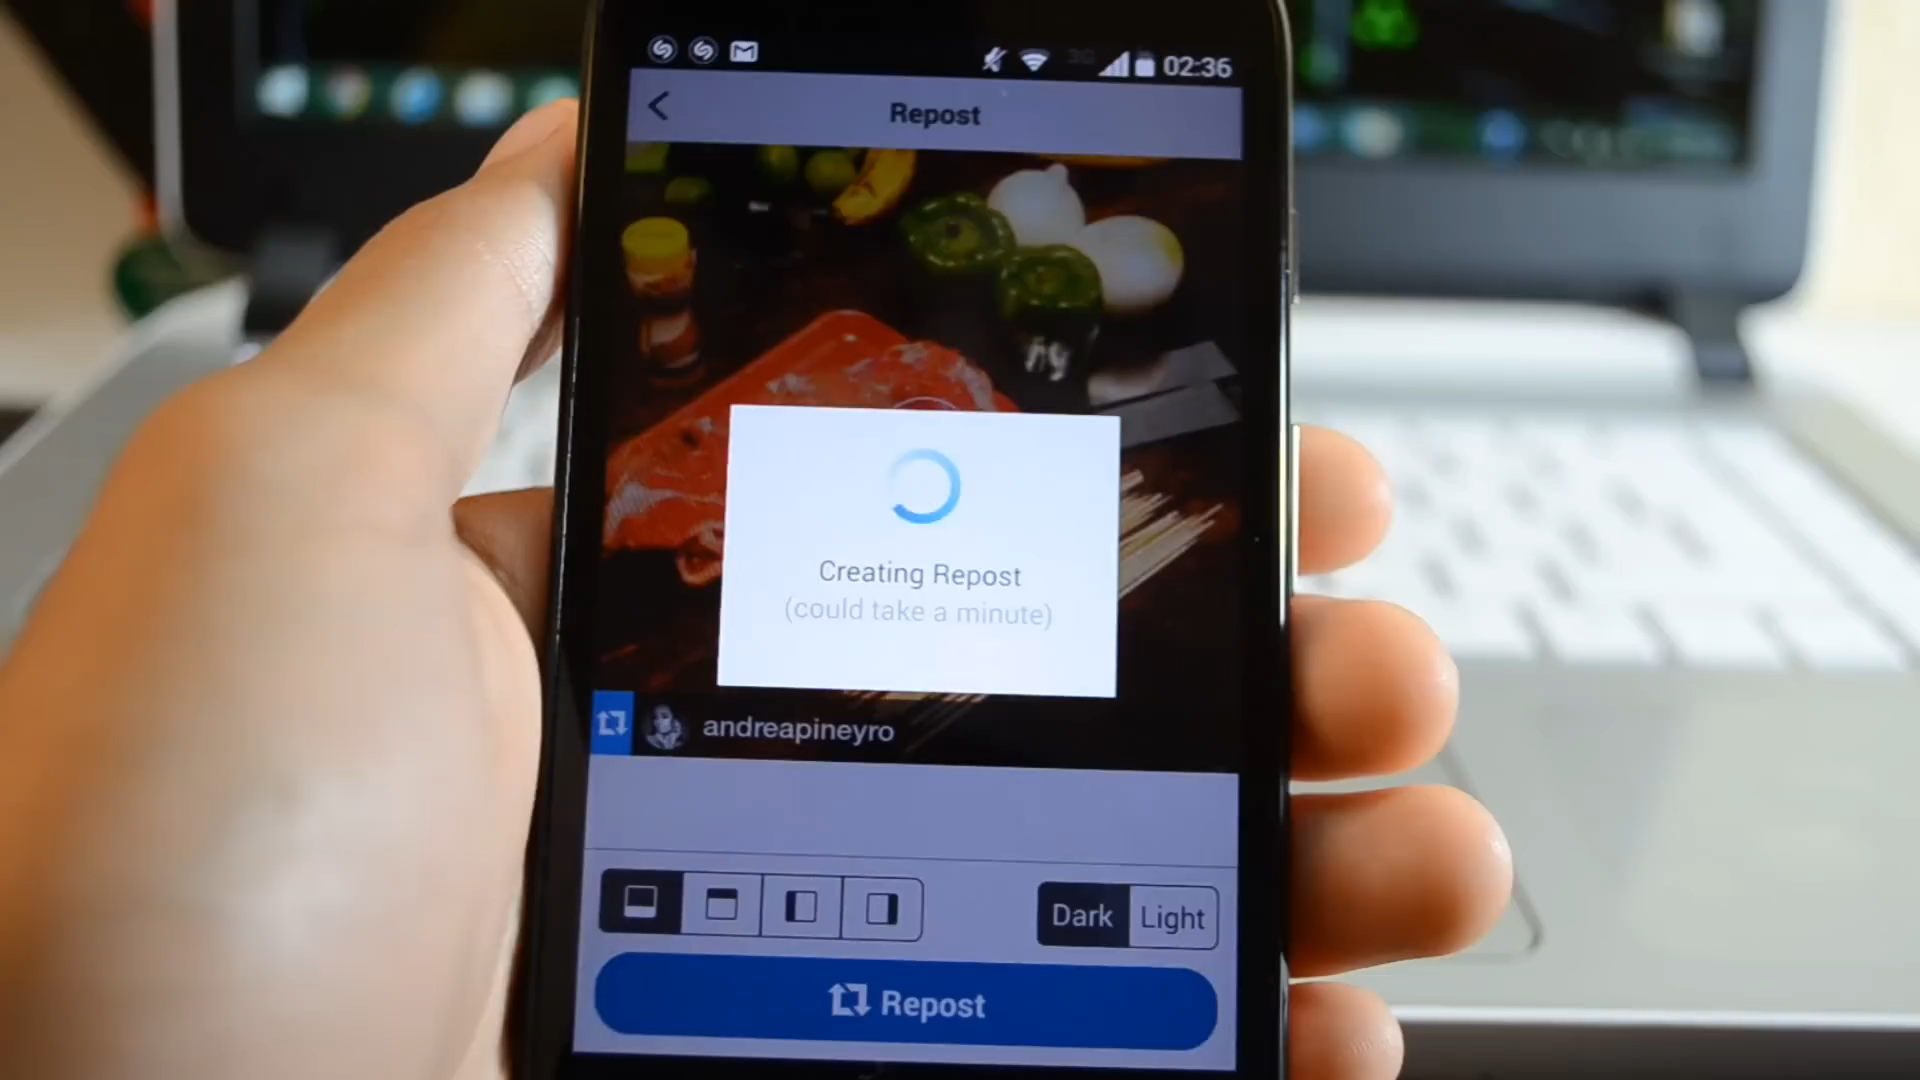 02:36
Repost
Creating Repost
(could take a minute)
andreapineyro
Dark Light
Repost